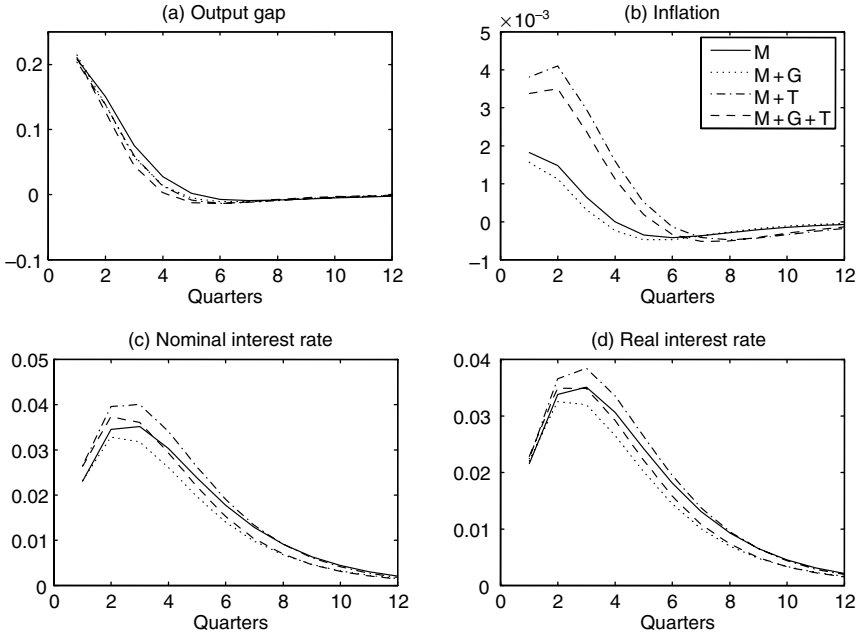 (a) Output gap
0.2
0.1
0
–0.1
0 2 4 6 8 10 12
Quarters
(b) Inflation
×10⁻³
5
4
3
2
1
0
–1
0 2 4 6 8 10 12
Quarters
M
M+G
M+T
M+G+T
(c) Nominal interest rate
0.05
0.04
0.03
0.02
0.01
0
0 2 4 6 8 10 12
Quarters
(d) Real interest rate
0.04
0.03
0.02
0.01
0
0 2 4 6 8 10 12
Quarters